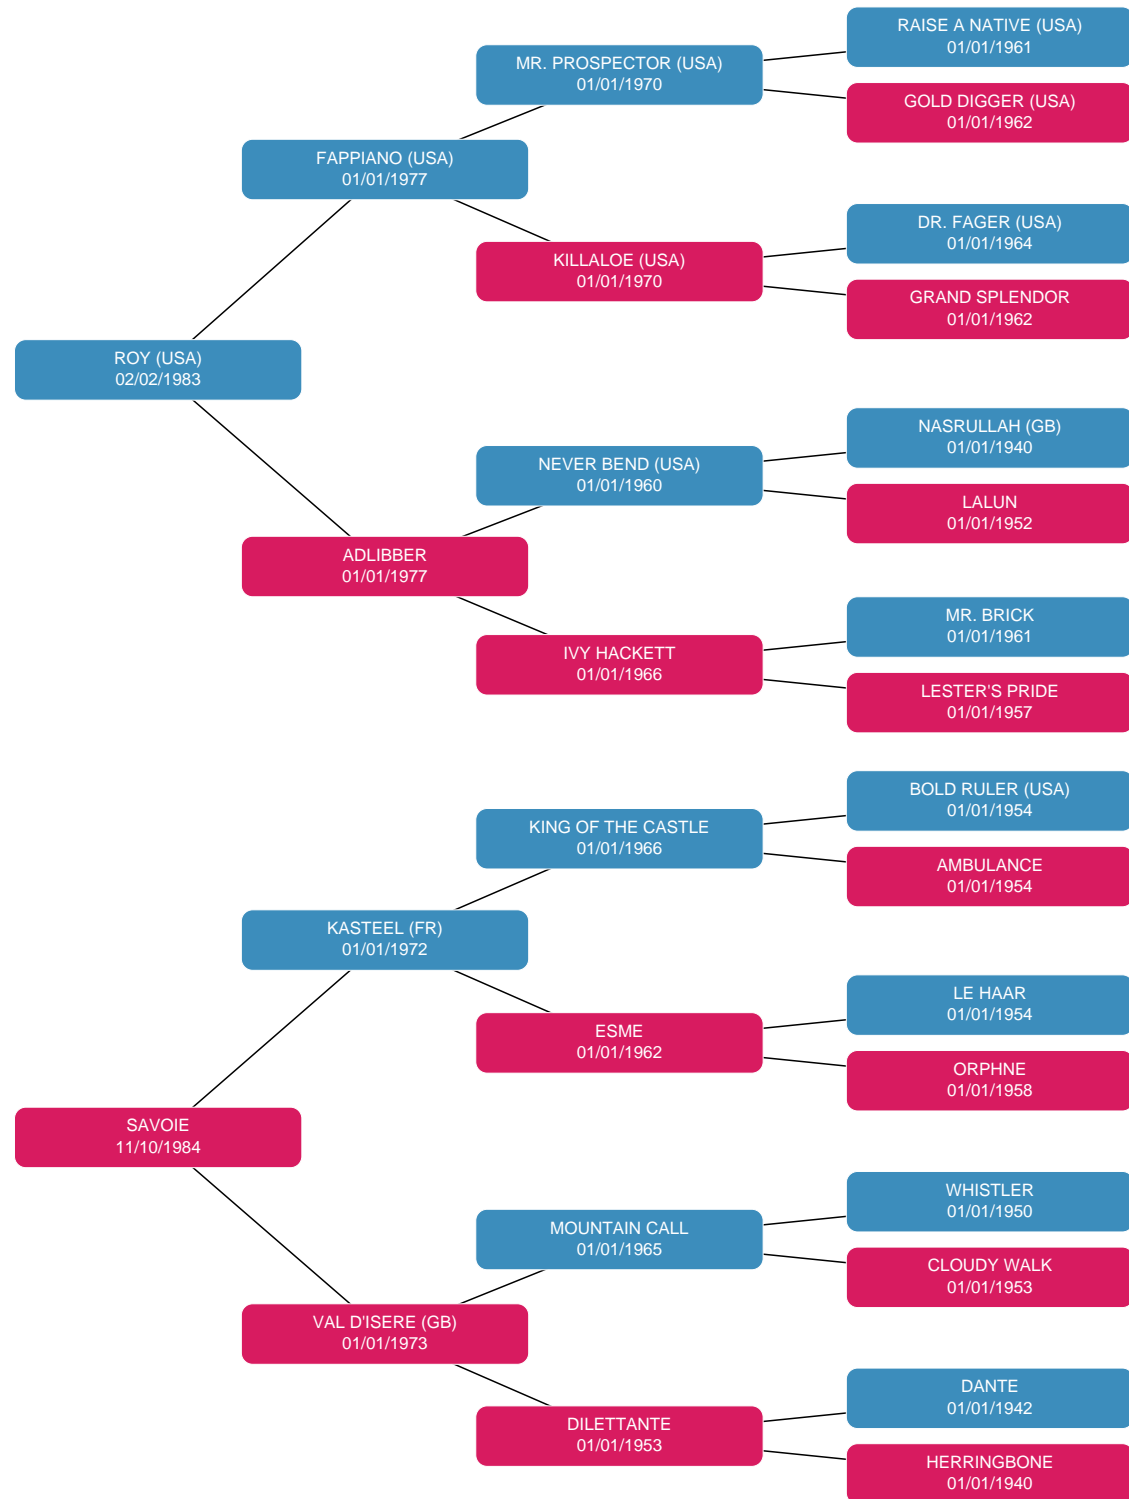 RAISE A NATIVE (USA)
01/01/1961
MR. PROSPECTOR (USA)
01/01/1970
GOLD DIGGER (USA)
01/01/1962
FAPPIANO (USA)
01/01/1977
DR. FAGER (USA)
01/01/1964
KILLALOE (USA)
01/01/1970
GRAND SPLENDOR
01/01/1962
ROY (USA)
02/02/1983
NASRULLAH (GB)
01/01/1940
NEVER BEND (USA)
01/01/1960
LALUN
01/01/1952
ADLIBBER
01/01/1977
MR. BRICK
01/01/1961
IVY HACKETT
01/01/1966
LESTER'S PRIDE
01/01/1957
BOLD RULER (USA)
01/01/1954
KING OF THE CASTLE
01/01/1966
AMBULANCE
01/01/1954
KASTEEL (FR)
01/01/1972
LE HAAR
01/01/1954
ESME
01/01/1962
ORPHNE
01/01/1958
SAVOIE
11/10/1984
WHISTLER
01/01/1950
MOUNTAIN CALL
01/01/1965
CLOUDY WALK
01/01/1953
VAL D'ISERE (GB)
01/01/1973
DANTE
01/01/1942
DILETTANTE
01/01/1953
HERRINGBONE
01/01/1940